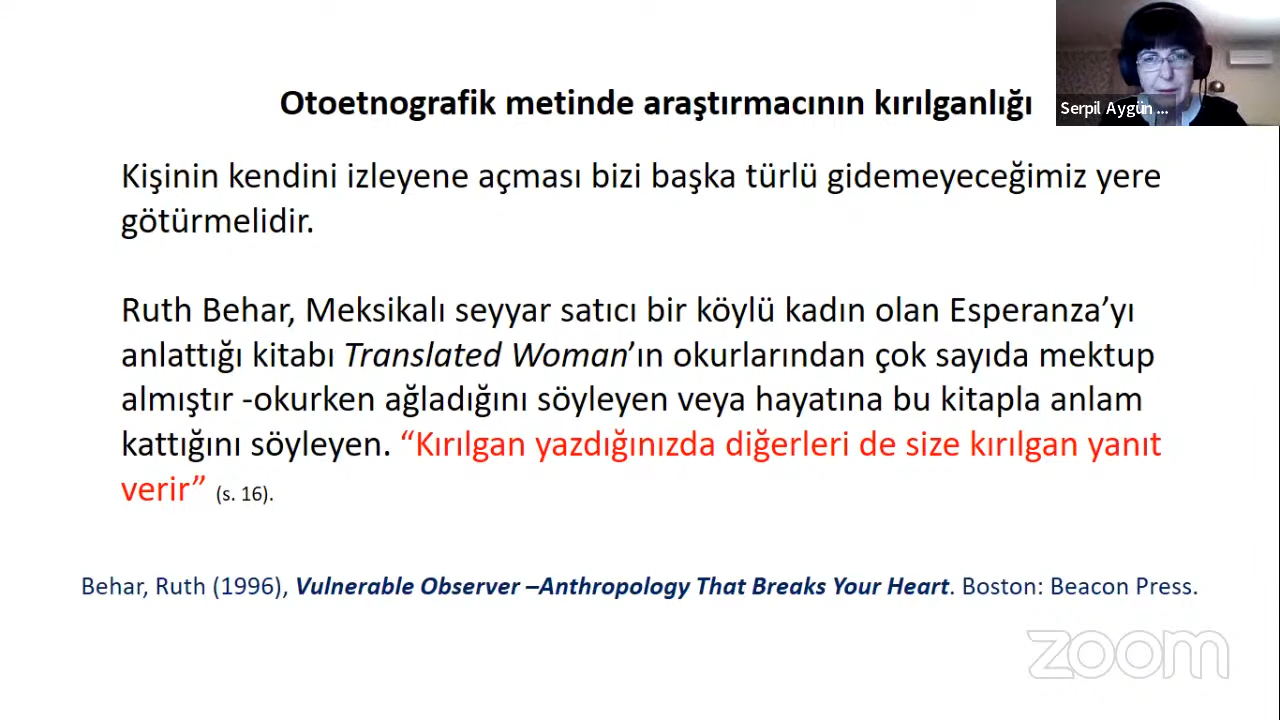 Otoetnografik metinde araştırmacının kırılganlığı
Serpil Aygün ...
Kişinin kendini izleyene açması bizi başka türlü gidemeyeceğimiz yere
götürmelidir.
Ruth Behar, Meksikalı seyyar satıcı bir köylü kadın olan Esperanza’yı
anlattığı kitabı Translated Woman’ın okurlarından çok sayıda mektup
almıştır -okurken ağladığını söyleyen veya hayatına bu kitapla anlam
kattığını söyleyen. “Kırılgan yazdığınızda diğerleri de size kırılgan yanıt
verir” (s. 16).
Behar, Ruth (1996), Vulnerable Observer –Anthropology That Breaks Your Heart. Boston: Beacon Press.
zoom